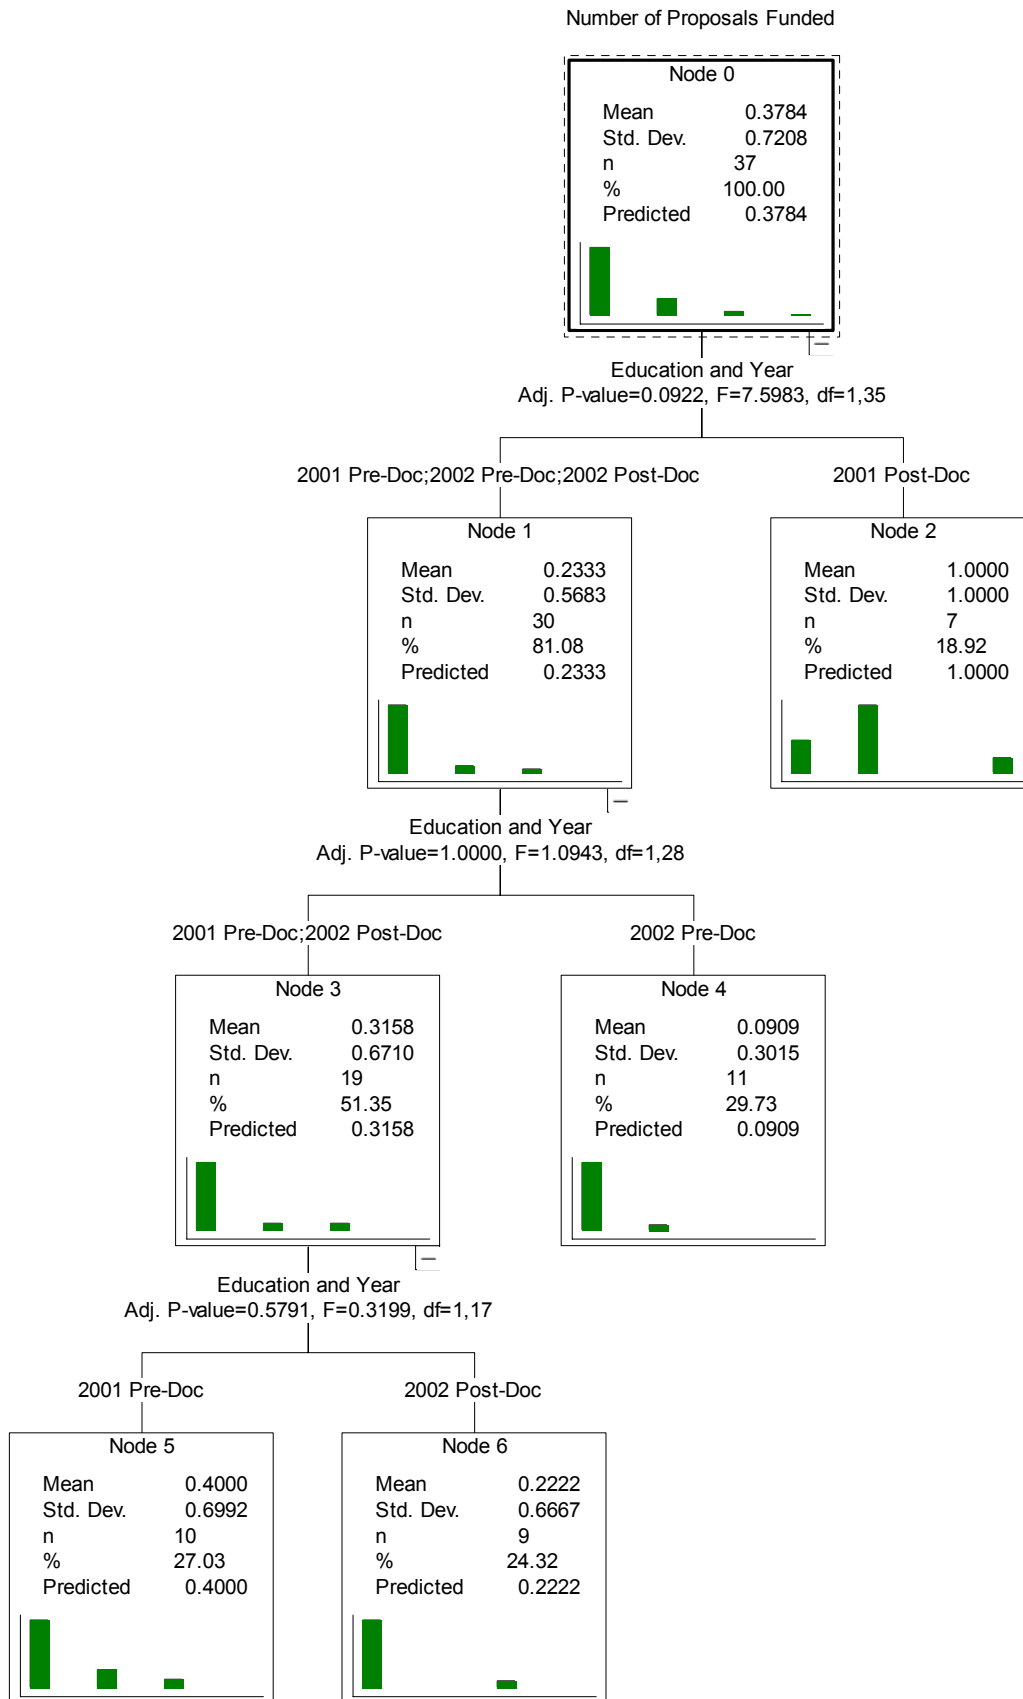 Number of Proposals Funded
Node 0
Mean 0.3784
Std. Dev. 0.7208
n 37
% 100.00
Predicted 0.3784
Education and Year
Adj. P-value=0.0922, F=7.5983, df=1,35
2001 Pre-Doc;2002 Pre-Doc;2002 Post-Doc
2001 Post-Doc
Node 1
Mean 0.2333
Std. Dev. 0.5683
n 30
% 81.08
Predicted 0.2333
Node 2
Mean 1.0000
Std. Dev. 1.0000
n 7
% 18.92
Predicted 1.0000
Education and Year
Adj. P-value=1.0000, F=1.0943, df=1,28
2001 Pre-Doc;2002 Post-Doc
2002 Pre-Doc
Node 3
Mean 0.3158
Std. Dev. 0.6710
n 19
% 51.35
Predicted 0.3158
Node 4
Mean 0.0909
Std. Dev. 0.3015
n 11
% 29.73
Predicted 0.0909
Education and Year
Adj. P-value=0.5791, F=0.3199, df=1,17
2001 Pre-Doc
2002 Post-Doc
Node 5
Mean 0.4000
Std. Dev. 0.6992
n 10
% 27.03
Predicted 0.4000
Node 6
Mean 0.2222
Std. Dev. 0.6667
n 9
% 24.32
Predicted 0.2222